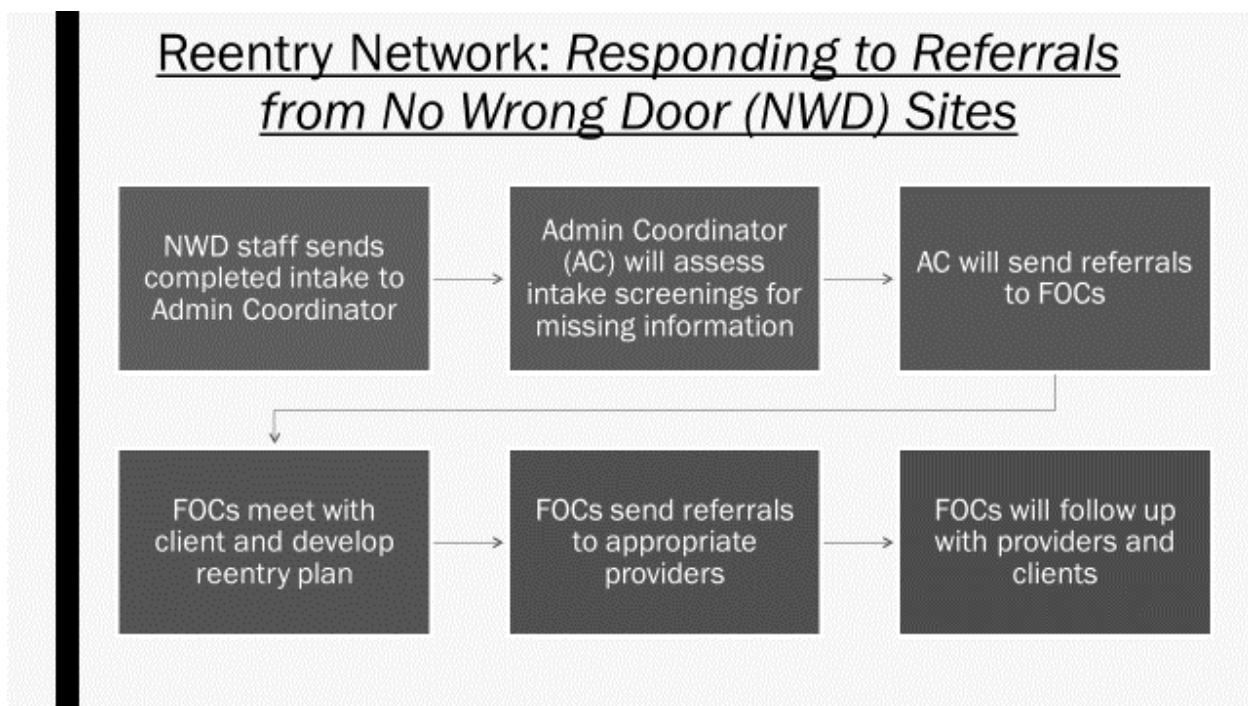 Reentry Network: Responding to Referrals
from No Wrong Door (NWD) Sites
NWD staff sends
completed intake to
Admin Coordinator
Admin Coordinator
(AC) will assess
intake screenings for
missing information
AC will send referrals
to FOCs
FOCs meet with
client and develop
reentry plan
FOCs send referrals
to appropriate
providers
FOCs will follow up
with providers and
clients